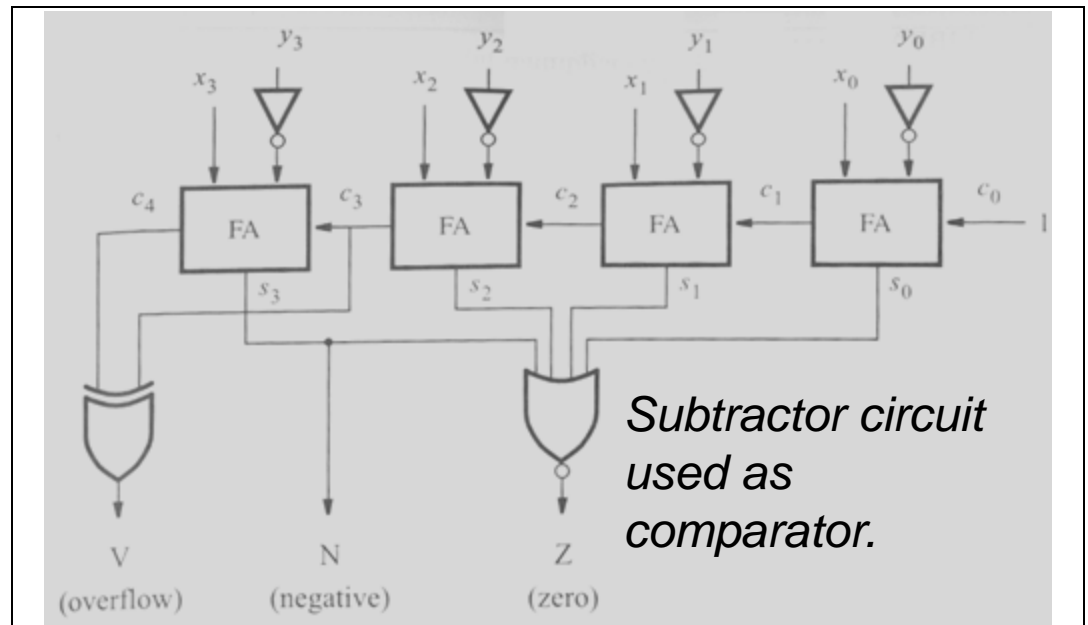 y3 y2 y1 y0
x3 x2 x1 x0
c4 FA c3 FA c2 FA c1 FA c0 1
s3 s2 s1 s0
Subtractor circuit
used as
comparator.
V N Z
(overflow) (negative) (zero)